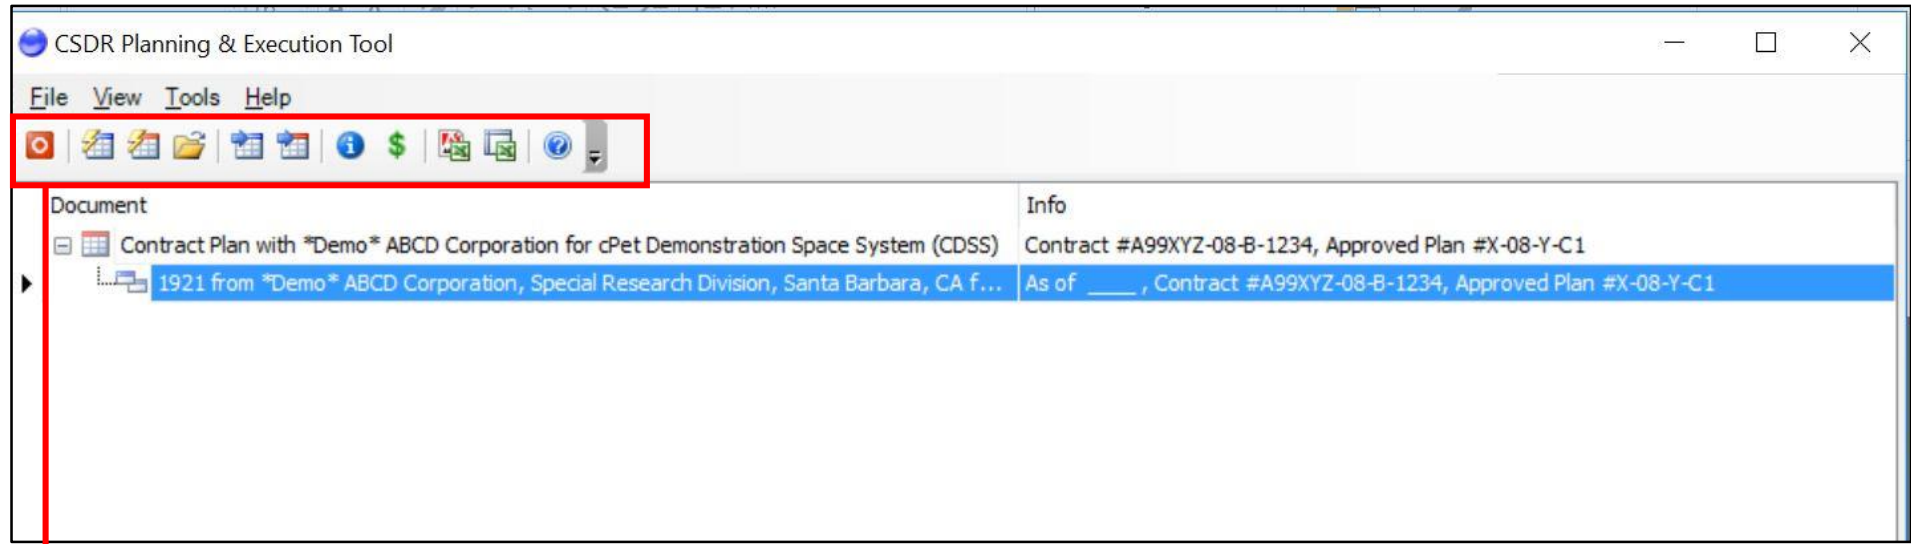 CSDR Planning & Execution Tool
File View Tools Help
Document Info
Contract Plan with *Demo* ABCD Corporation for cPet Demonstration Space System (CDSS) Contract #A99XYZ-08-B-1234, Approved Plan #X-08-Y-C1
1921 from *Demo* ABCD Corporation, Special Research Division, Santa Barbara, CA f... As of ____ , Contract #A99XYZ-08-B-1234, Approved Plan #X-08-Y-C1